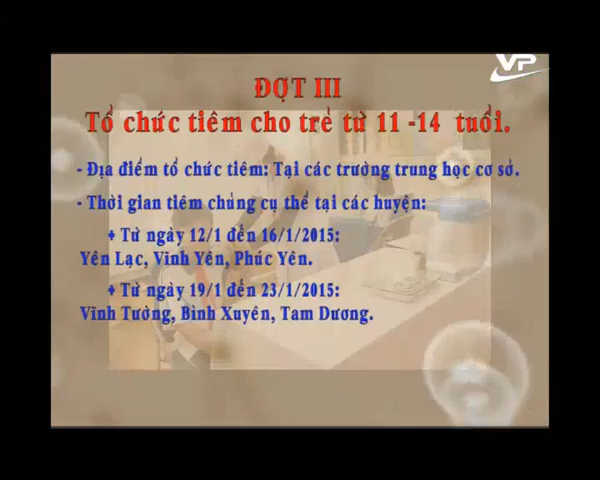 VP
ĐỢT III
Tổ chức tiêm cho trẻ từ 11 -14 tuổi.
- Địa điểm tổ chức tiêm: Tại các trường trung học cơ sở.
- Thời gian tiêm chủng cụ thể tại các huyện:
+ Từ ngày 12/1 đến 16/1/2015:
Yên Lạc, Vĩnh Yên, Phúc Yên.
+ Từ ngày 19/1 đến 23/1/2015:
Vĩnh Tường, Bình Xuyên, Tam Dương.